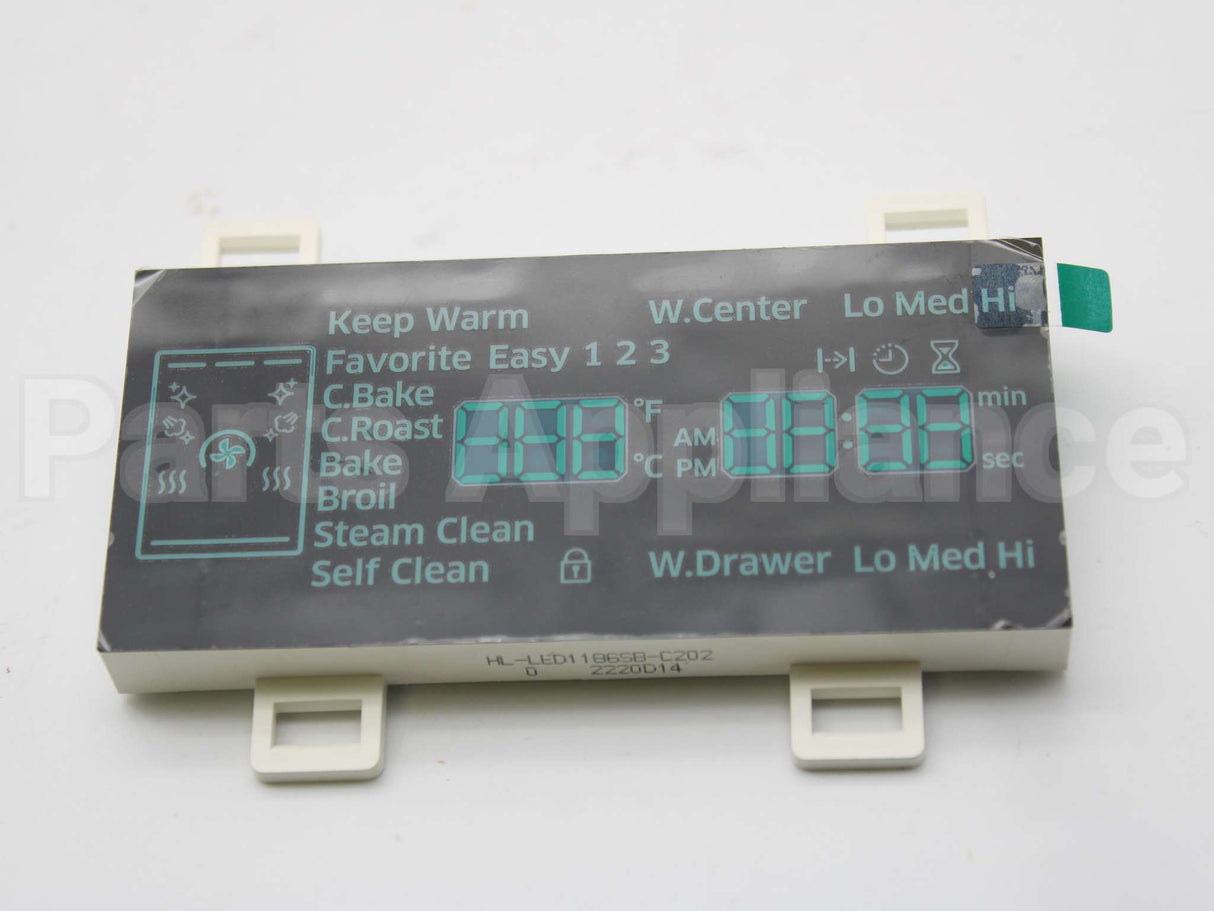 Keep Warm W.Center Lo Med Hi
Favorite Easy 1 2 3
C.Bake
C.Roast °F AM min
Bake °C PM sec
Broil
Steam Clean
Self Clean W.Drawer Lo Med Hi
HL-LED1186SB-C202
0 2220D14
Parts Appliance